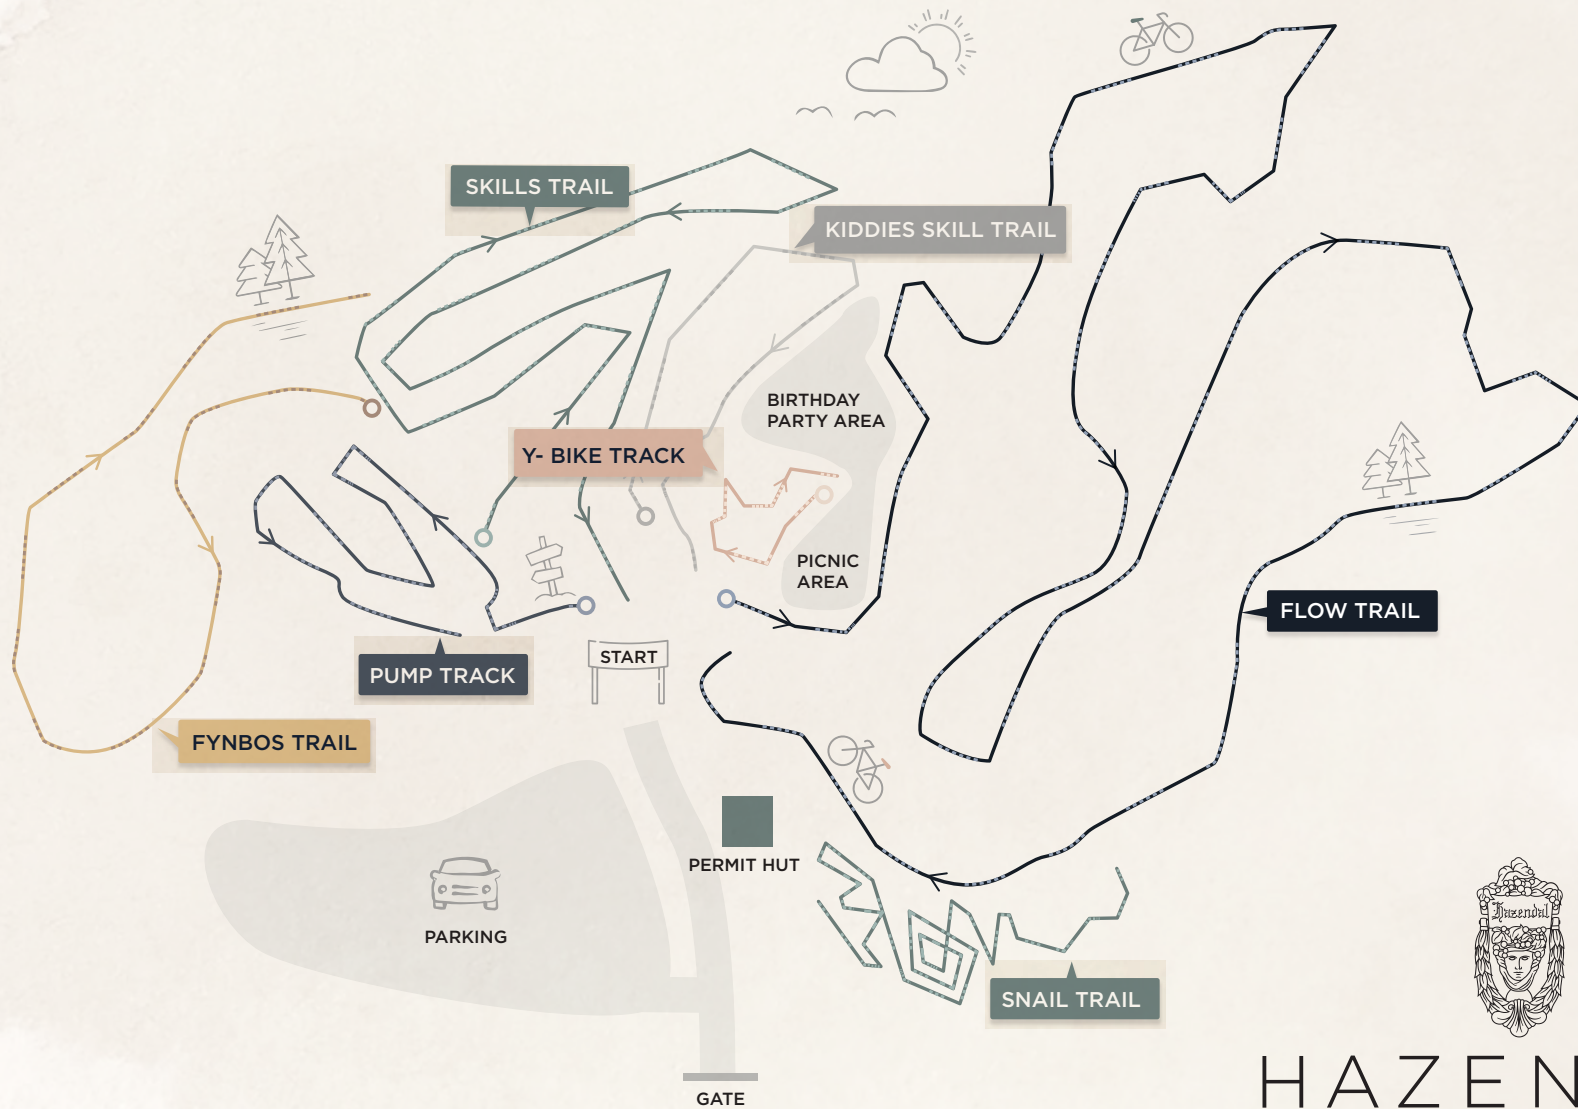 SKILLS TRAIL
KIDDIES SKILL TRAIL
BIRTHDAY
PARTY AREA
Y- BIKE TRACK
PICNIC
AREA
FLOW TRAIL
START
PUMP TRACK
FYNBOS TRAIL
PERMIT HUT
PARKING
Hazendal
SNAIL TRAIL
HAZEN
GATE